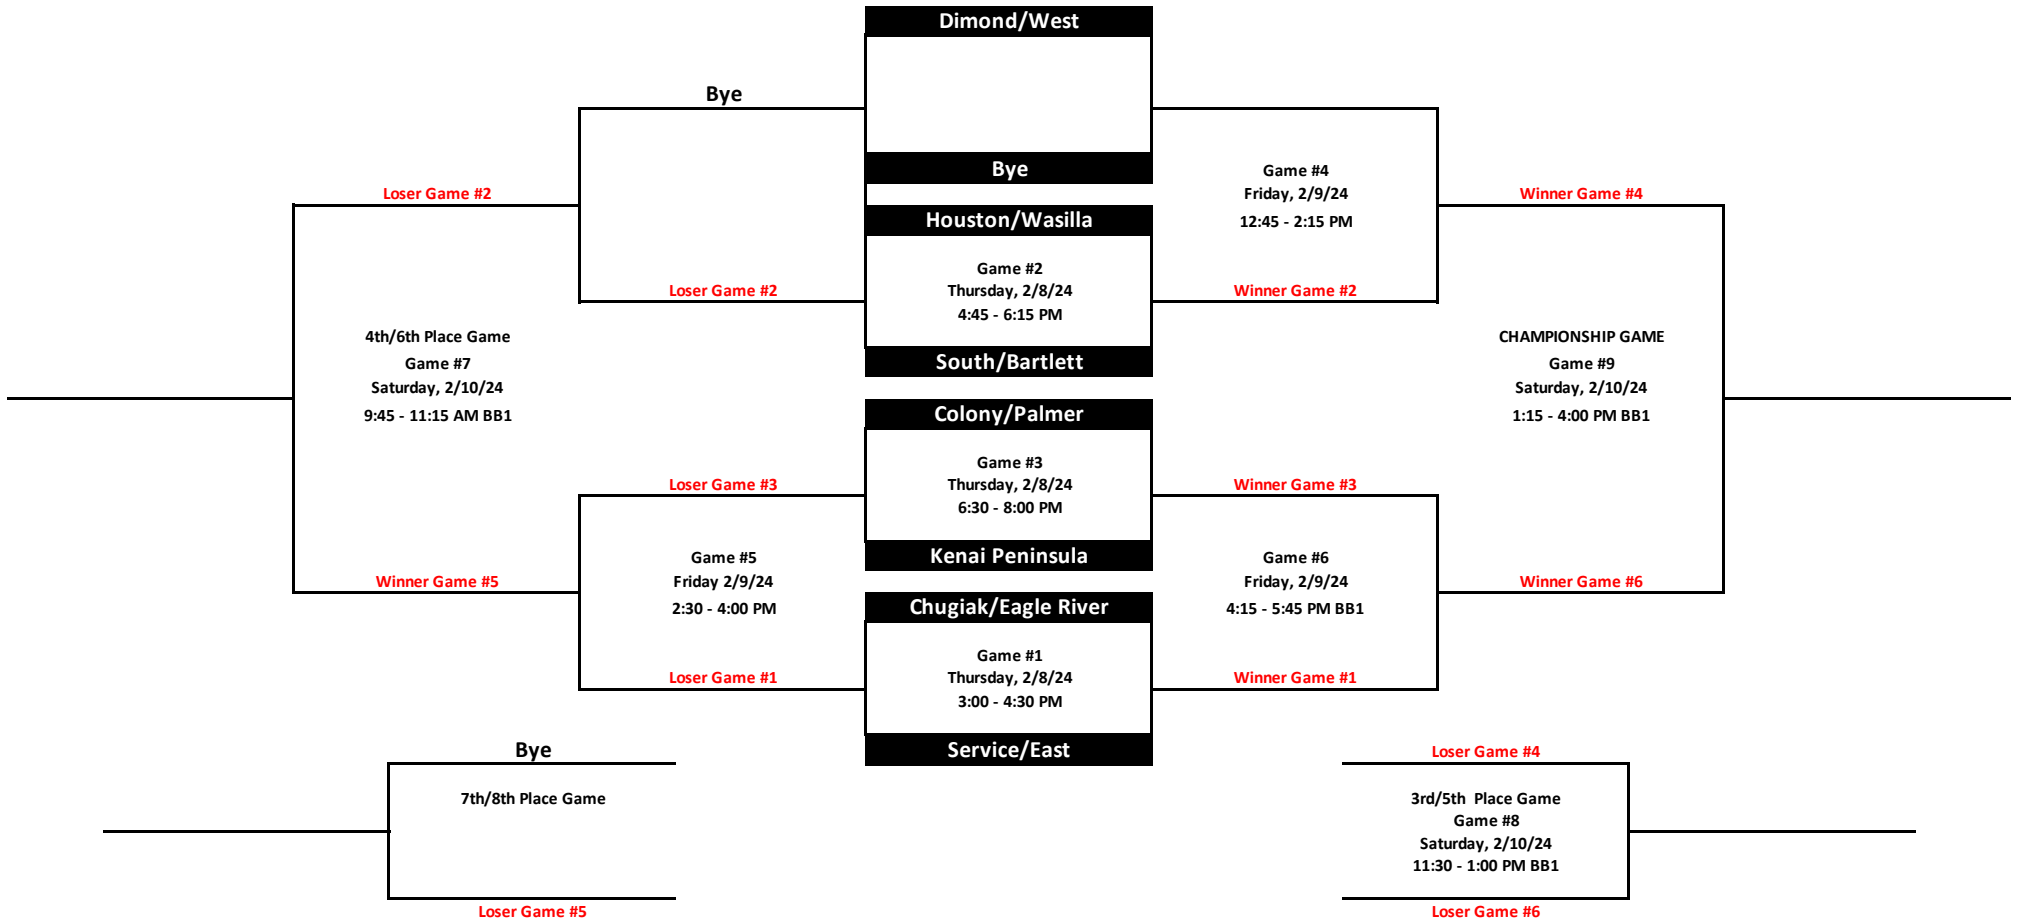 Dimond/West
Bye
Bye
Game #4
Friday, 2/9/24
12:45 - 2:15 PM
Loser Game #2
Winner Game #4
Houston/Wasilla
Game #2
Thursday, 2/8/24
4:45 - 6:15 PM
Loser Game #2
Winner Game #2
South/Bartlett
4th/6th Place Game
Game #7
Saturday, 2/10/24
9:45 - 11:15 AM BB1
CHAMPIONSHIP GAME
Game #9
Saturday, 2/10/24
1:15 - 4:00 PM BB1
Colony/Palmer
Game #3
Thursday, 2/8/24
6:30 - 8:00 PM
Loser Game #3
Winner Game #3
Kenai Peninsula
Game #5
Friday 2/9/24
2:30 - 4:00 PM
Game #6
Friday, 2/9/24
4:15 - 5:45 PM BB1
Winner Game #5
Winner Game #6
Chugiak/Eagle River
Game #1
Thursday, 2/8/24
3:00 - 4:30 PM
Loser Game #1
Winner Game #1
Service/East
Bye
7th/8th Place Game
Loser Game #5
Loser Game #4
3rd/5th  Place Game
Game #8
Saturday, 2/10/24
11:30 - 1:00 PM BB1
Loser Game #6